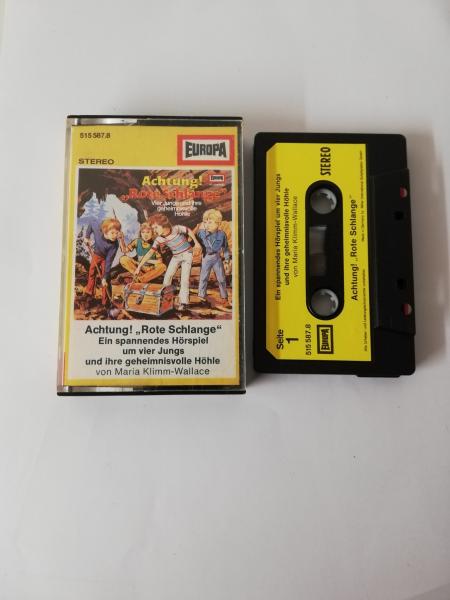 515 587.8
EUROPA
STEREO
Achtung!
„Rote Schlange"
Vier Jungs und ihre
geheimnisvolle
Höhle
Achtung! „Rote Schlange"
Ein spannendes Hörspiel
um vier Jungs
und ihre geheimnisvolle Höhle
von Maria Klimm-Wallace
STEREO
Ein spannendes Hörspiel um vier Jungs
und ihre geheimnisvolle Höhle
von Maria Klimm-Wallace
Seite
1
Achtung! „Rote Schlange"
515 587.8
EUROPA